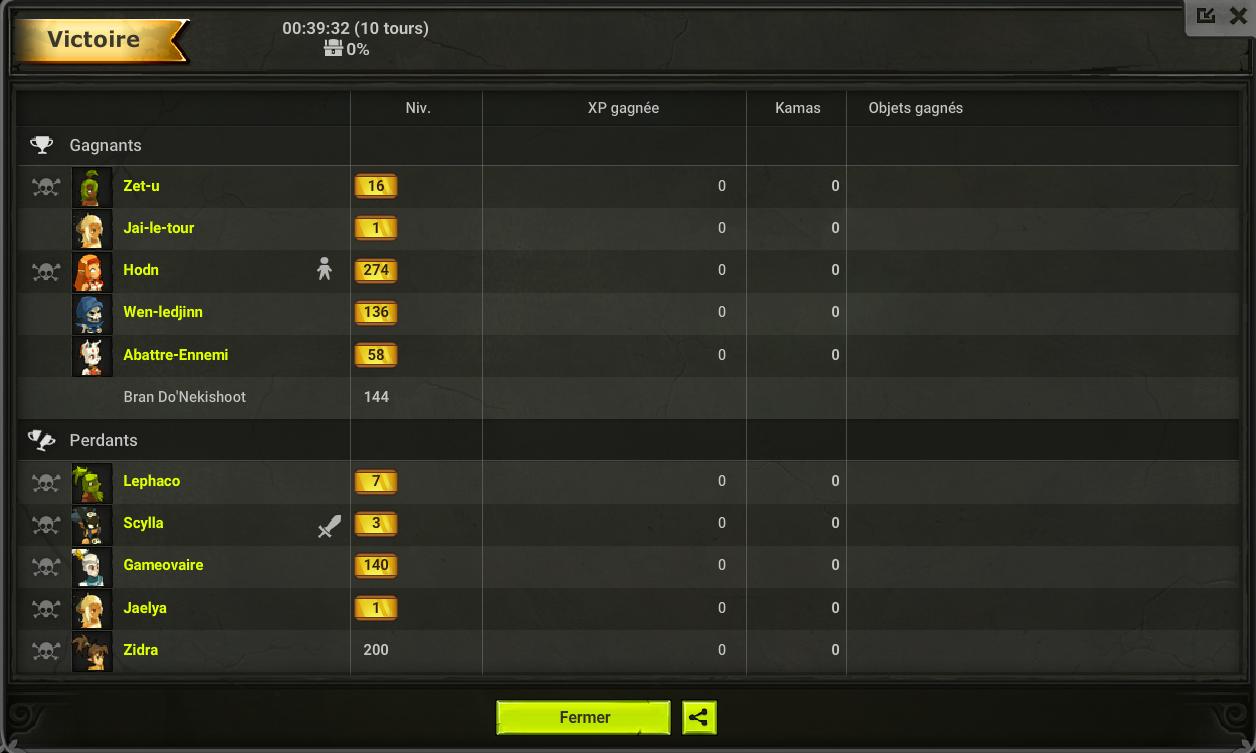 Victoire
00:39:32 (10 tours)
0%
Niv. XP gagnée Kamas Objets gagnés
Gagnants
Zet-u 16 0 0
Jai-le-tour 1 0 0
Hodn 274 0 0
Wen-ledjinn 136 0 0
Abattre-Ennemi 58 0 0
Bran Do'Nekishoot 144
Perdants
Lephaco 7 0 0
Scylla 3 0 0
Gameovaire 140 0 0
Jaelya 1 0 0
Zidra 200 0 0
Fermer